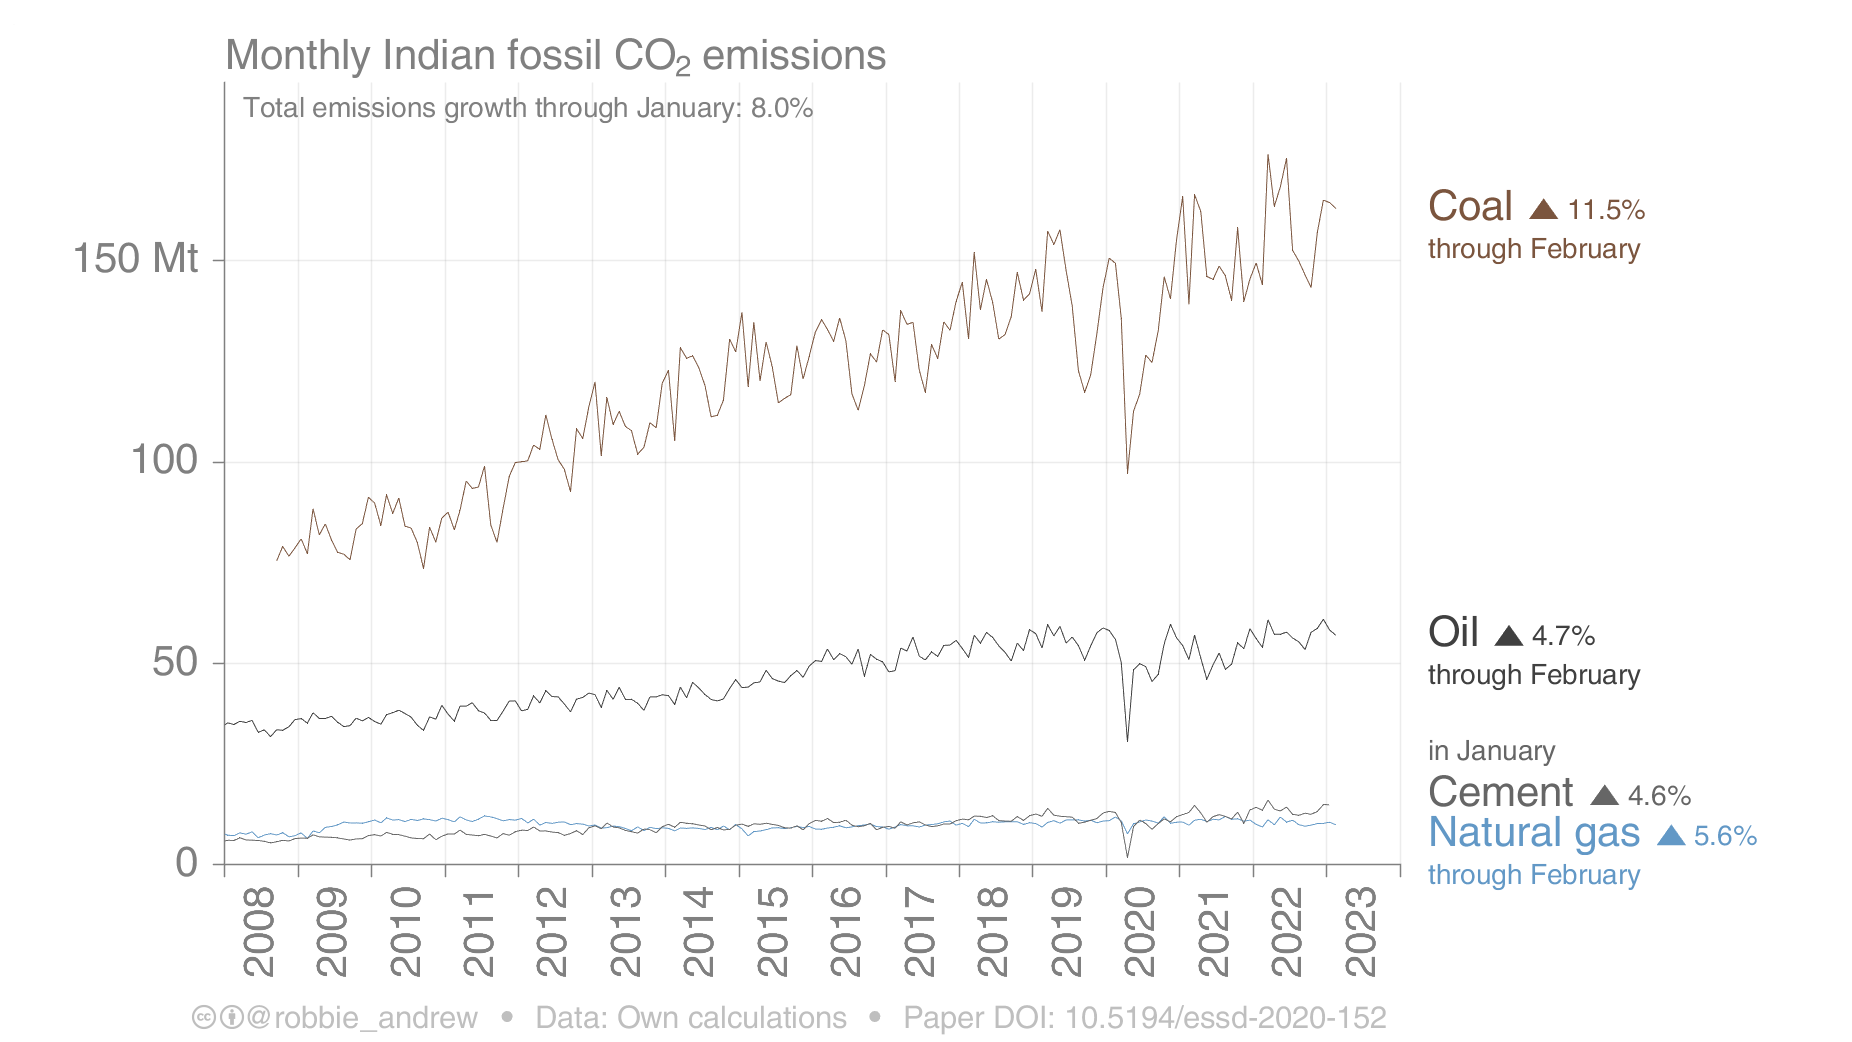 Monthly Indian fossil CO₂ emissions
Total emissions growth through January: 8.0%
150 Mt
100
50
0
2008 2009 2010 2011 2012 2013 2014 2015 2016 2017 2018 2019 2020 2021 2022 2023
Coal ▲ 11.5%
through February
Oil ▲ 4.7%
through February
in January
Cement ▲ 4.6%
Natural gas ▲ 5.6%
through February
@robbie_andrew • Data: Own calculations • Paper DOI: 10.5194/essd-2020-152